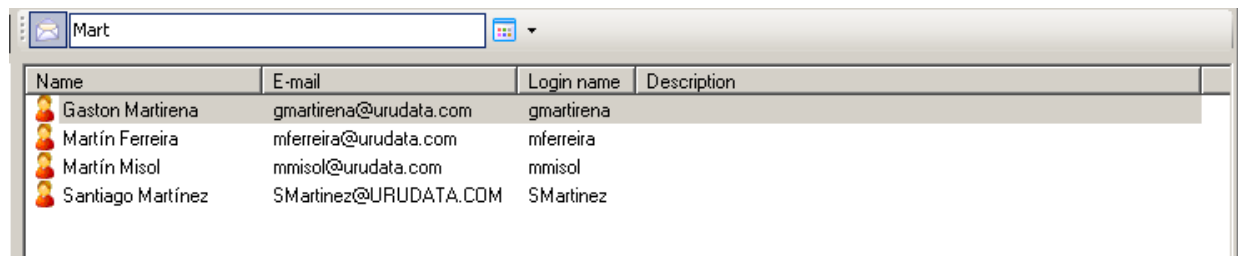 Mart
Name E-mail Login name Description
Gaston Martirena gmartirena@urudata.com gmartirena
Martín Ferreira mferreira@urudata.com mferreira
Martín Misol mmisol@urudata.com mmisol
Santiago Martínez SMartinez@URUDATA.COM SMartinez